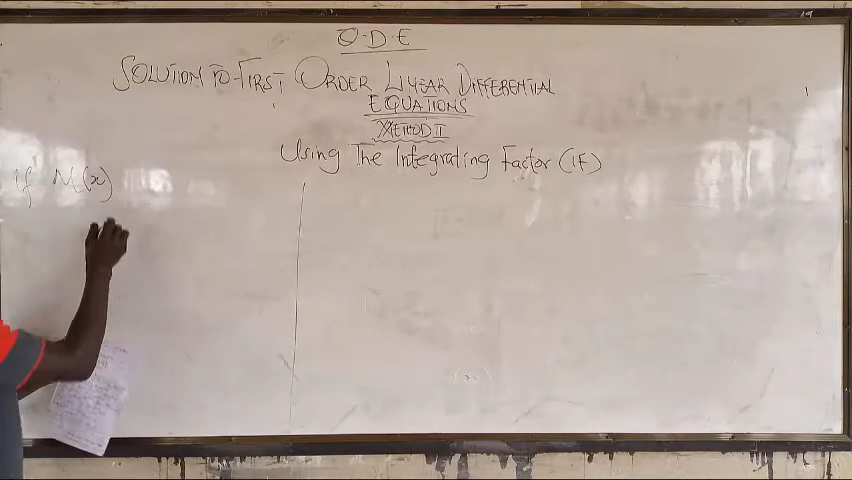 O.D.E
SOLUTION TO FIRST ORDER LINEAR DIFFERENTIAL
EQUATIONS
METHOD II
Using The Integrating Factor (IF)
if M(x)